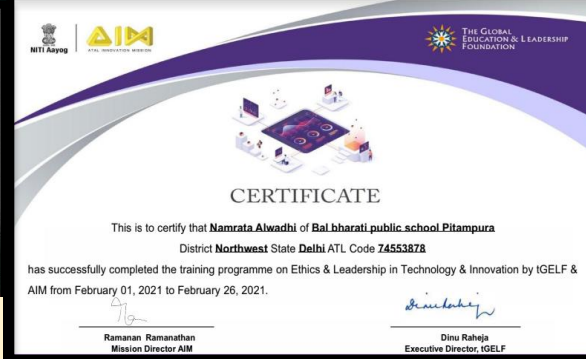 NITI Aayog
AIM
ATAL INNOVATION MISSION
THE GLOBAL
EDUCATION & LEADERSHIP
FOUNDATION
CERTIFICATE
This is to certify that Namrata Alwadhi of Bal bharati public school Pitampura
District Northwest State Delhi ATL Code 74553878
has successfully completed the training programme on Ethics & Leadership in Technology & Innovation by tGELF &
AIM from February 01, 2021 to February 26, 2021.
Ramanan Ramanathan
Mission Director AIM
Dinu Raheja
Executive Director, tGELF